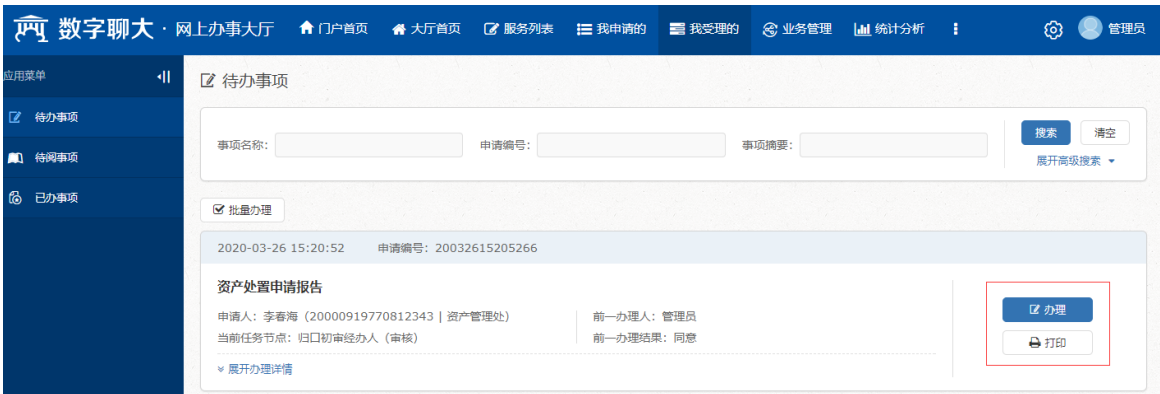 数字聊大 · 网上办事大厅 门户首页 大厅首页 服务列表 我申请的 我受理的 业务管理 统计分析 管理员
应用菜单
待办事项
待阅事项
已办事项
待办事项
事项名称: 申请编号: 事项摘要: 搜索 清空
展开高级搜索
批量办理
2020-03-26 15:20:52 申请编号: 20032615205266
资产处置申请报告
申请人: 李春海 (20000919770812343 | 资产管理处) 前一办理人: 管理员
当前任务节点: 归口初审经办人 (审核) 前一办理结果: 同意
展开办理详情
办理
打印